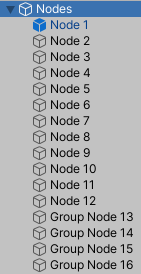 Nodes
Node 1
Node 2
Node 3
Node 4
Node 5
Node 6
Node 7
Node 8
Node 9
Node 10
Node 11
Node 12
Group Node 13
Group Node 14
Group Node 15
Group Node 16